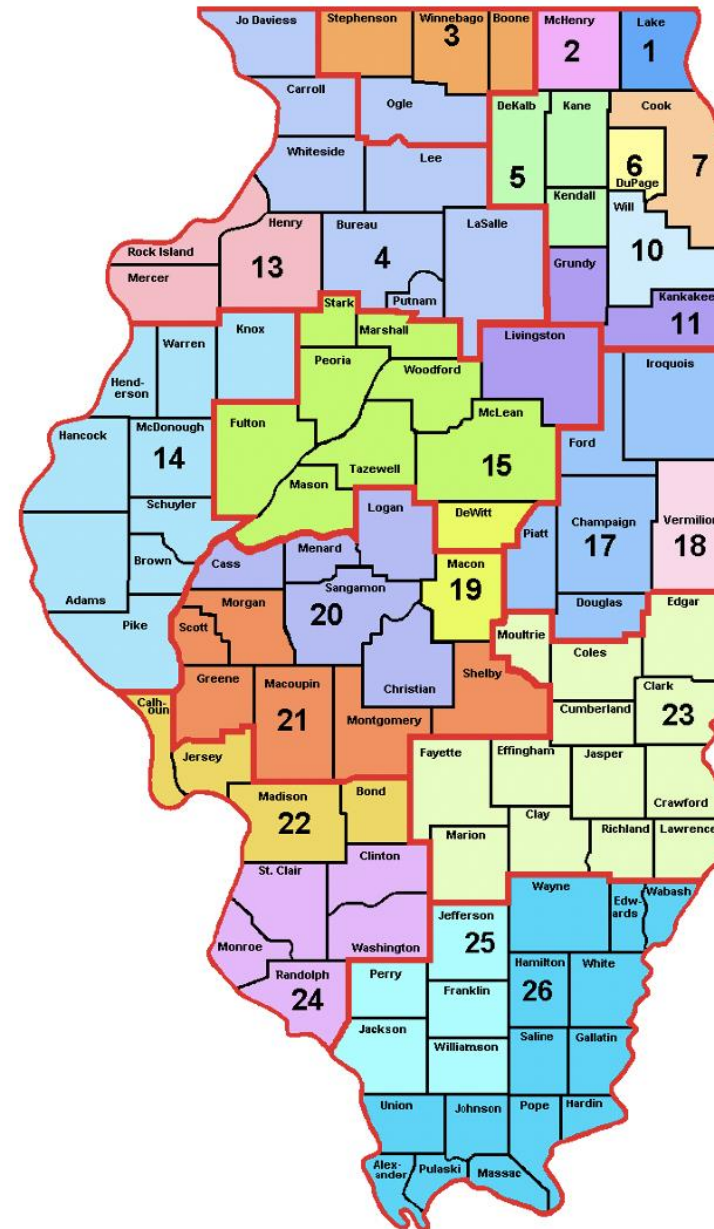 Jo Daviess
Stephenson
Winnebago
3
Boone
McHenry
2
Lake
1
Carroll
Ogle
DeKalb
5
Kane
Cook
7
Whiteside
Lee
6
DuPage
Kendall
Will
10
Henry
13
Rock Island
Mercer
Bureau
4
Putnam
LaSalle
Grundy
Kankakee
11
Stark
Marshall
Knox
Warren
Hend-
erson
Peoria
Woodford
Livingston
Iroquois
Hancock
McDonough
14
Fulton
McLean
15
Tazewell
Mason
Ford
Schuyler
Logan
DeWitt
Piatt
Champaign
17
Vermilion
18
Brown
Cass
Menard
Macon
19
Sangamon
20
Adams
Pike
Morgan
Scott
Douglas
Edgar
Moultrie
Coles
Greene
Macoupin
21
Christian
Shelby
Clark
23
Cumberland
Montgomery
Calh-
oun
Jersey
Fayette
Effingham
Jasper
Madison
22
Bond
Crawford
Clay
Marion
Richland
Lawrence
Clinton
St. Clair
Wayne
Edw-
ards
Wabash
Jefferson
25
Monroe
Washington
Randolph
24
Perry
Hamilton
26
White
Franklin
Jackson
Williamson
Saline
Gallatin
Union
Johnson
Pope
Hardin
Alex-
ander
Pulaski
Massac